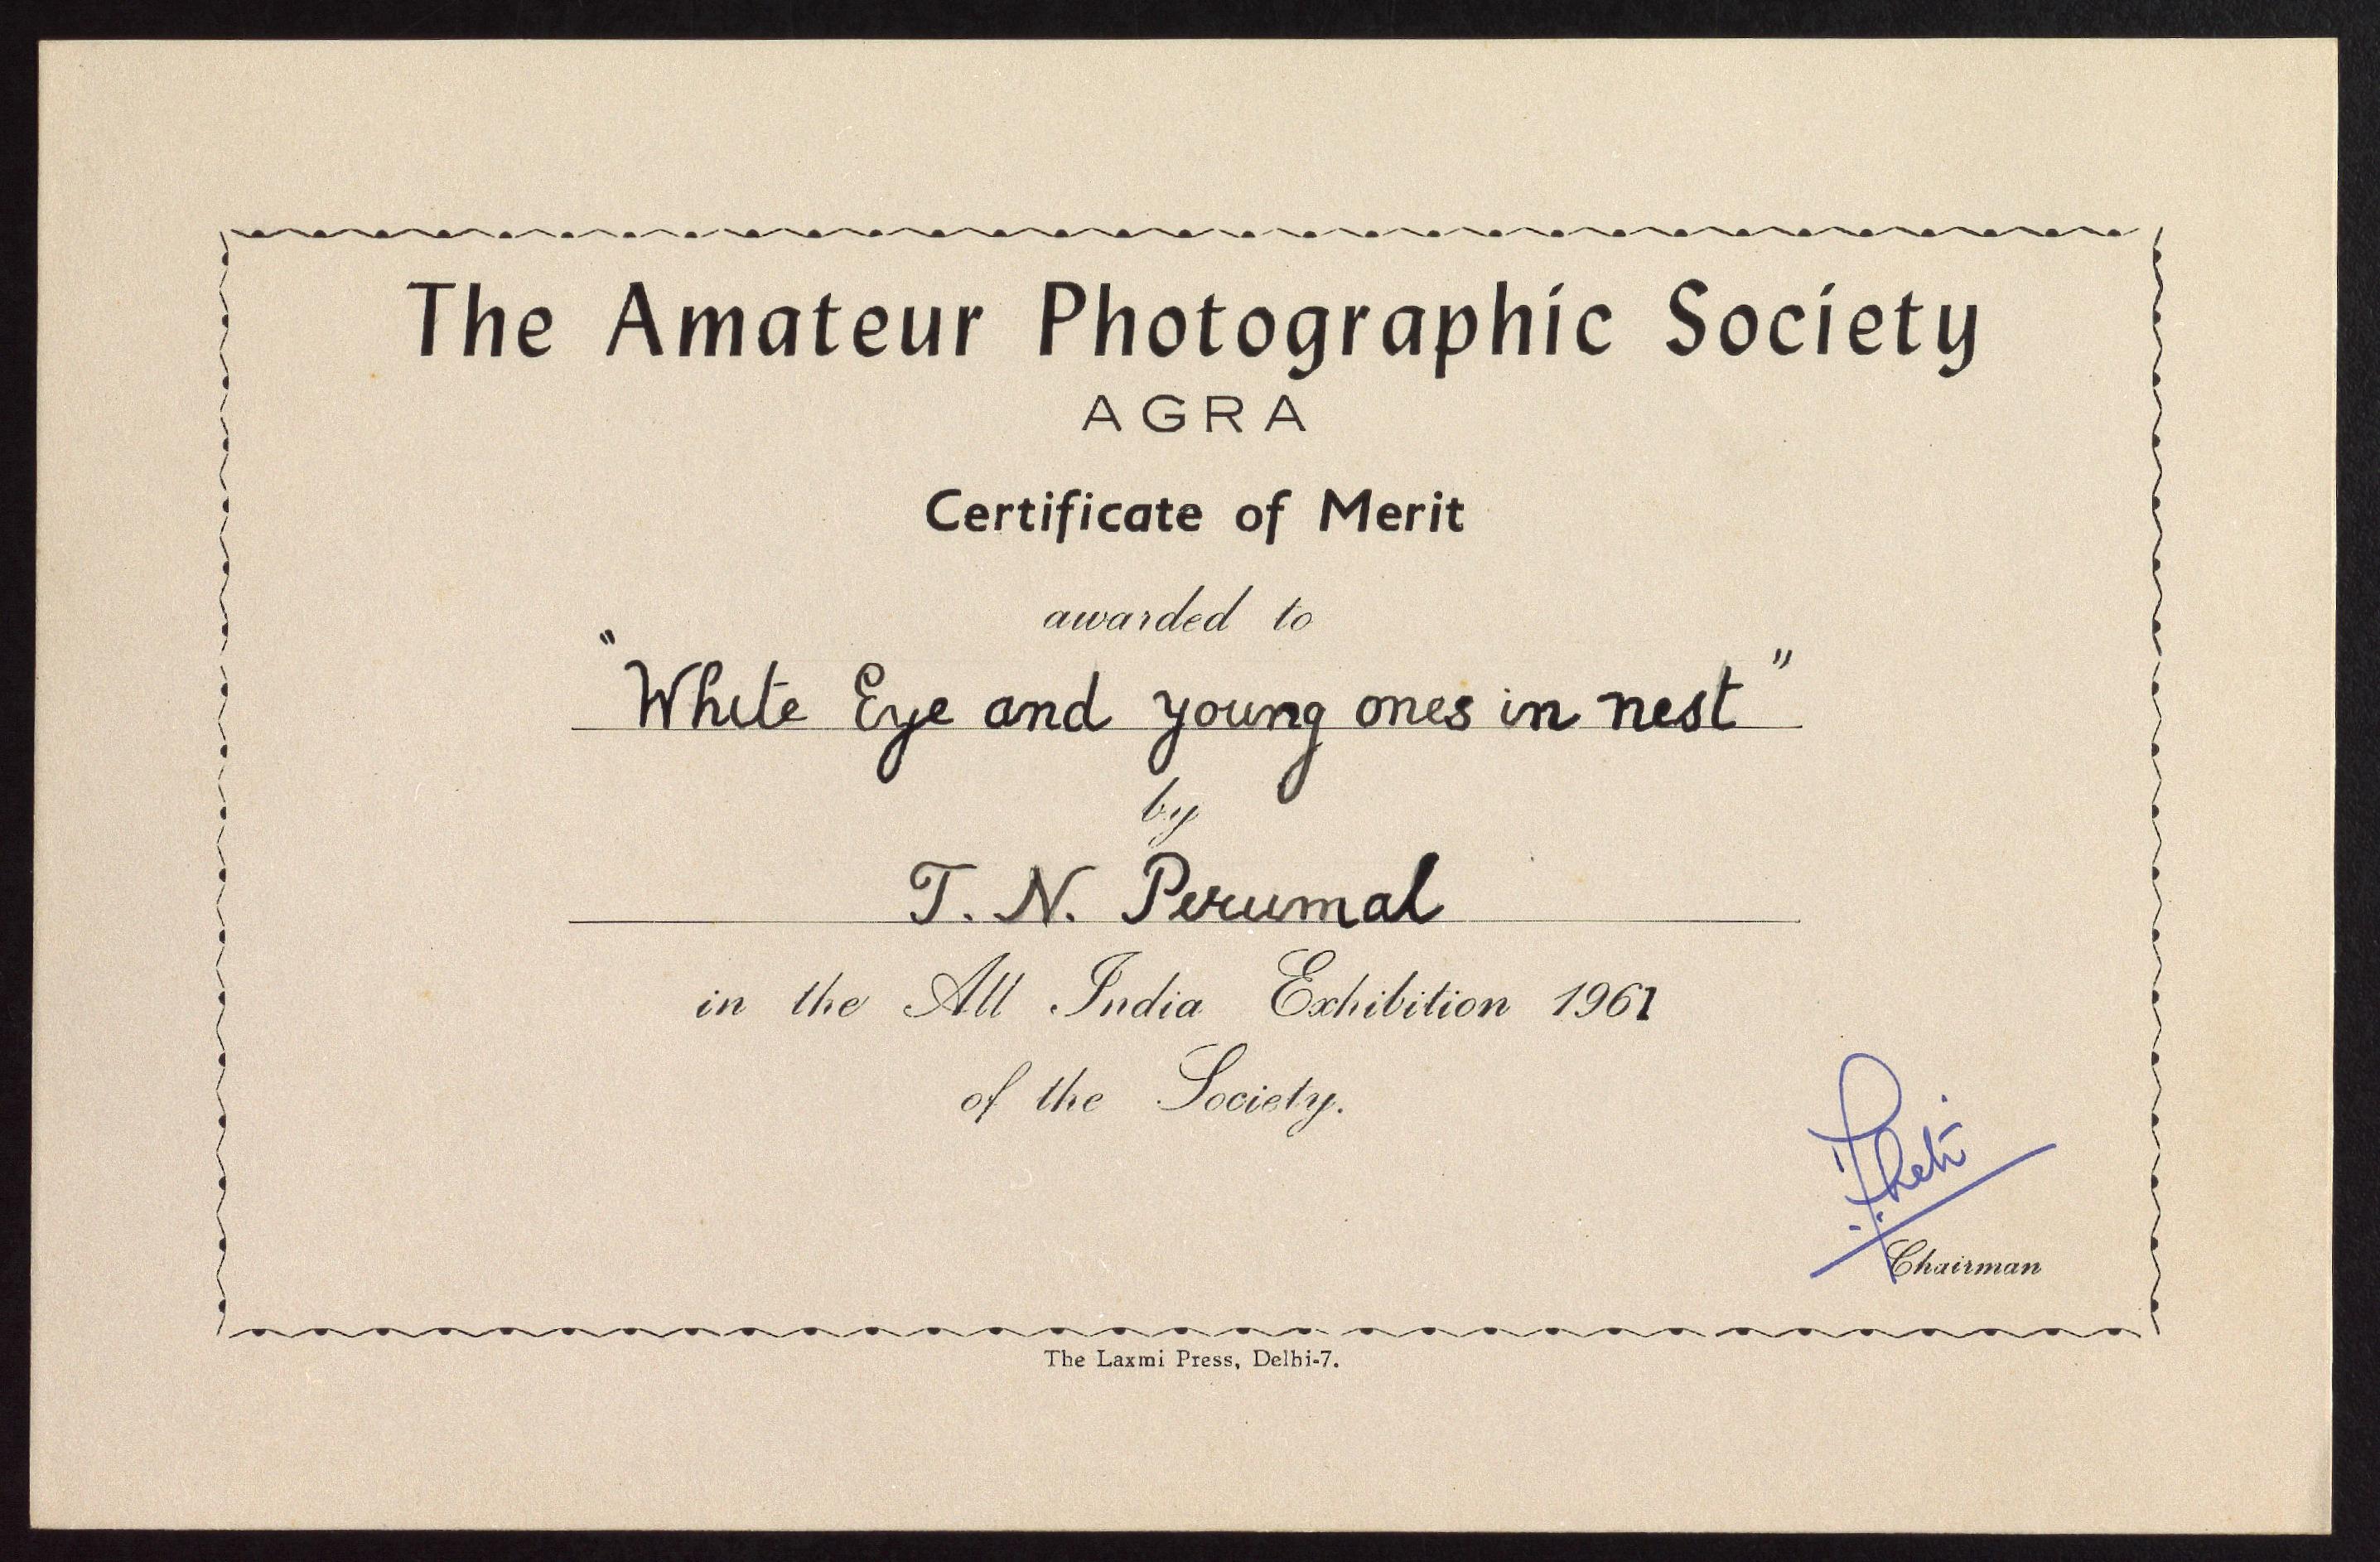 The Amateur Photographic Society
AGRA
Certificate of Merit
awarded to
"White Eye and young ones in nest"
by
T. N. Perumal
in the All India Exhibition 1961
of the Society.
Chairman
The Laxmi Press, Delhi-7.